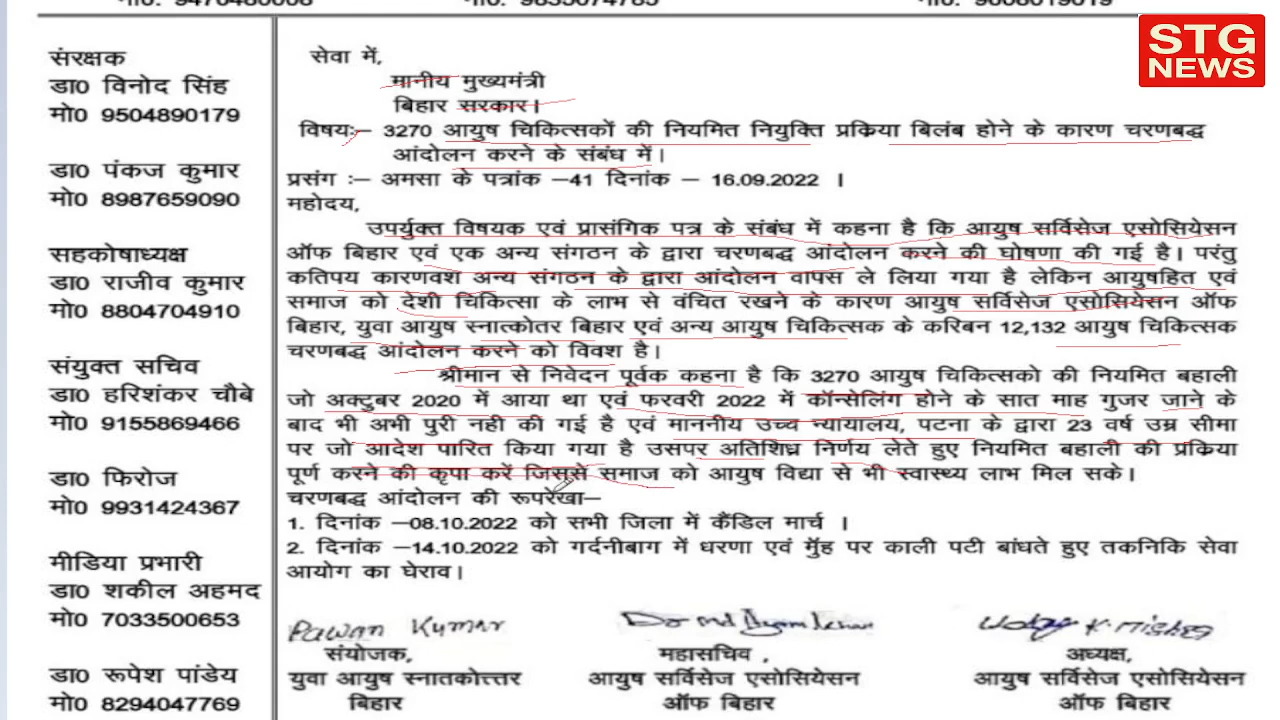 मो0. 9470480008 मो0. 9835074785 मो0. 9608019019
STG
NEWS
संरक्षक
डा0 विनोद सिंह
मो0 9504890179
डा0 पंकज कुमार
मो0 8987659090
सहकोषाध्यक्ष
डा0 राजीव कुमार
मो0 8804704910
संयुक्त सचिव
डा0 हरिशंकर चौबे
मो0 9155869466
डा0 फिरोज
मो0 9931424367
मीडिया प्रभारी
डा0 शकील अहमद
मो0 7033500653
डा0 रूपेश पांडेय
मो0 8294047769
सेवा में,
मानीय मुख्यमंत्री
बिहार सरकार।
विषयः– 3270 आयुष चिकित्सकों की नियमित नियुक्ति प्रक्रिया बिलंब होने के कारण चरणबद्ध
आंदोलन करने के संबंध में।
प्रसंग :– अमसा के पत्रांक –41 दिनांक – 16.09.2022 ।
महोदय,
उपर्युक्त विषयक एवं प्रासंगिक पत्र के संबंध में कहना है कि आयुष सर्विसेज एसोसियेसन
ऑफ बिहार एवं एक अन्य संगठन के द्वारा चरणबद्ध आंदोलन करने की घोषणा की गई है। परंतु
कतिपय कारणवश अन्य संगठन के द्वारा आंदोलन वापस ले लिया गया है लेकिन आयुषहित एवं
समाज को देशी चिकित्सा के लाभ से वंचित रखने के कारण आयुष सर्विसेज एसोसियेसन ऑफ
बिहार, युवा आयुष स्नात्कोतर बिहार एवं अन्य आयुष चिकित्सक के करिबन 12,132 आयुष चिकित्सक
चरणबद्ध आंदोलन करने को विवश है।
श्रीमान से निवेदन पूर्वक कहना है कि 3270 आयुष चिकित्सको की नियमित बहाली
जो अक्टुबर 2020 में आया था एवं फरवरी 2022 में कॉन्सेलिंग होने के सात माह गुजर जाने के
बाद भी अभी पुरी नही की गई है एवं माननीय उच्च न्यायालय, पटना के द्वारा 23 वर्ष उम्र सीमा
पर जो आदेश पारित किया गया है उसपर अतिशिघ्र निर्णय लेते हुए नियमित बहाली की प्रक्रिया
पूर्ण करने की कृपा करें जिससे समाज को आयुष विद्या से भी स्वास्थ्य लाभ मिल सके।
चरणबद्ध आंदोलन की रूपरेखा–
1. दिनांक –08.10.2022 को सभी जिला में कैंडिल मार्च ।
2. दिनांक –14.10.2022 को गर्दनीबाग में धरणा एवं मुँह पर काली पटी बांधते हुए तकनिकि सेवा
आयोग का घेराव।
Pawan Kumar
संयोजक, महासचिव , अध्यक्ष,
युवा आयुष स्नातकोत्तर आयुष सर्विसेज एसोसियेसन आयुष सर्विसेज एसोसियेसन
बिहार ऑफ बिहार ऑफ बिहार